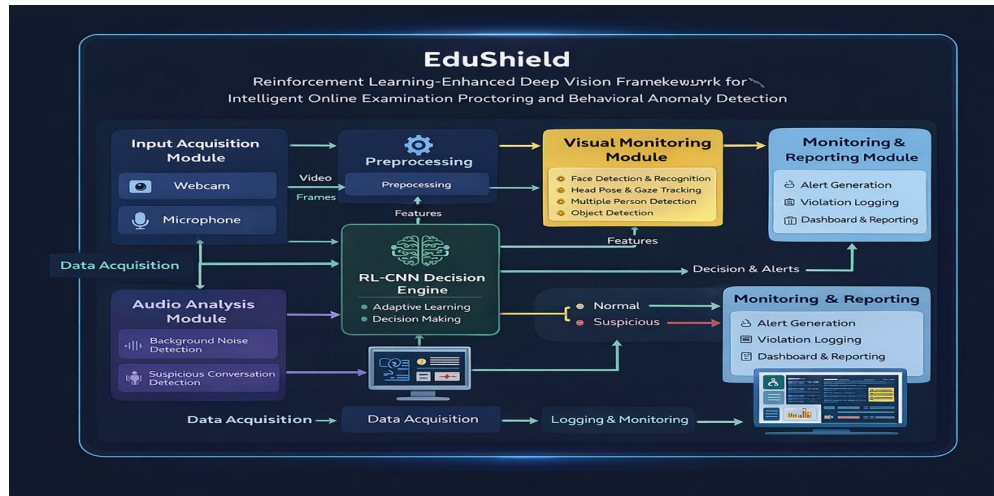 EduShield
Reinforcement Learning-Enhanced Deep Vision for
Intelligent Online Examination Proctoring and Behavioral Anomaly Detection
Input Acquisition
Module
Webcam
Microphone
Video
Frames
Preprocessing
Prepocessing
Features
Visual Monitoring
Module
Face Detection & Recognition
Head Pose & Gaze Tracking
Multiple Person Detection
Object Detection
Features
Monitoring &
Reporting Module
Alert Generation
Violation Logging
Dashboard & Reporting
Data Acquisition
RL-CNN Decision
Engine
Adaptive Learning
Decision Making
Decision & Alerts
Audio Analysis
Module
Background Noise
Detection
Suspicious Conversation
Detection
Normal
Suspicious
Monitoring & Reporting
Alert Generation
Violation Logging
Dashboard & Reporting
Data Acquisition
Data Acquisition
Logging & Monitoring